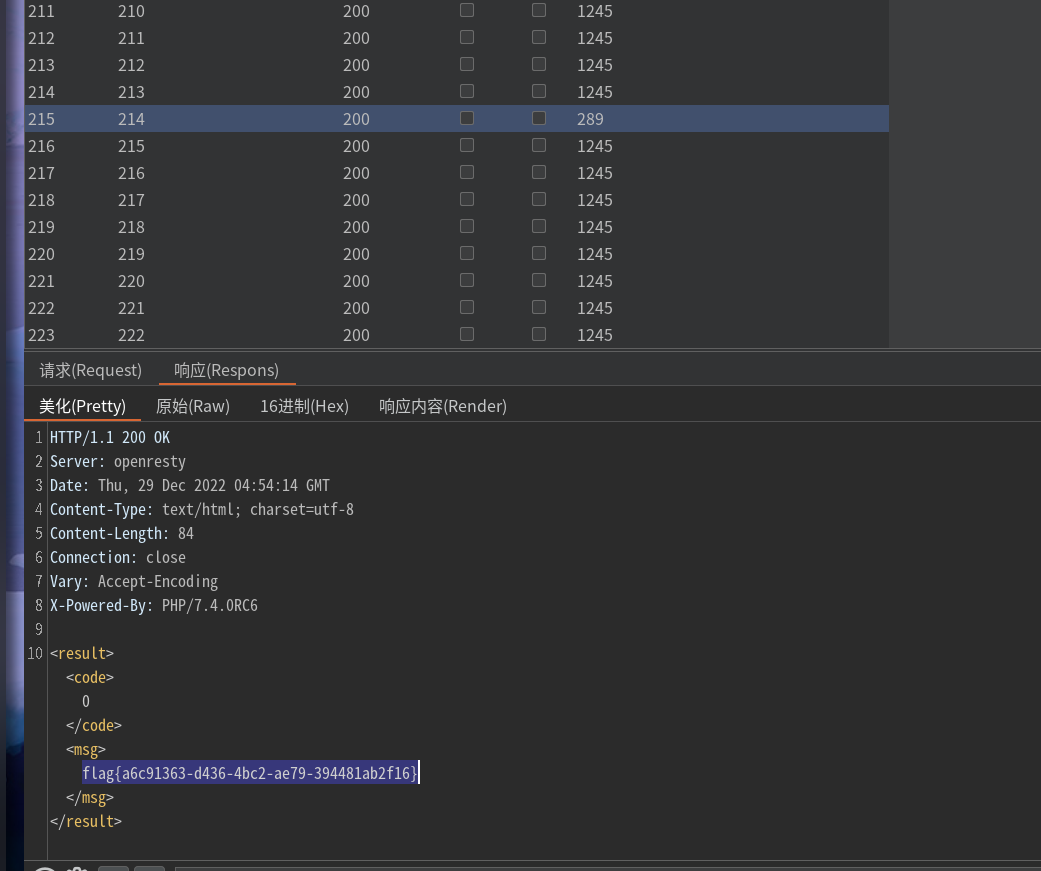 211 210 200 1245
212 211 200 1245
213 212 200 1245
214 213 200 1245
215 214 200 289
216 215 200 1245
217 216 200 1245
218 217 200 1245
219 218 200 1245
220 219 200 1245
221 220 200 1245
222 221 200 1245
223 222 200 1245
请求(Request) 响应(Respons)
美化(Pretty) 原始(Raw) 16进制(Hex) 响应内容(Render)
1 HTTP/1.1 200 OK
2 Server: openresty
3 Date: Thu, 29 Dec 2022 04:54:14 GMT
4 Content-Type: text/html; charset=utf-8
5 Content-Length: 84
6 Connection: close
7 Vary: Accept-Encoding
8 X-Powered-By: PHP/7.4.0RC6
9
10 <result>
<code>
0
</code>
<msg>
flag{a6c91363-d436-4bc2-ae79-394481ab2f16}
</msg>
</result>